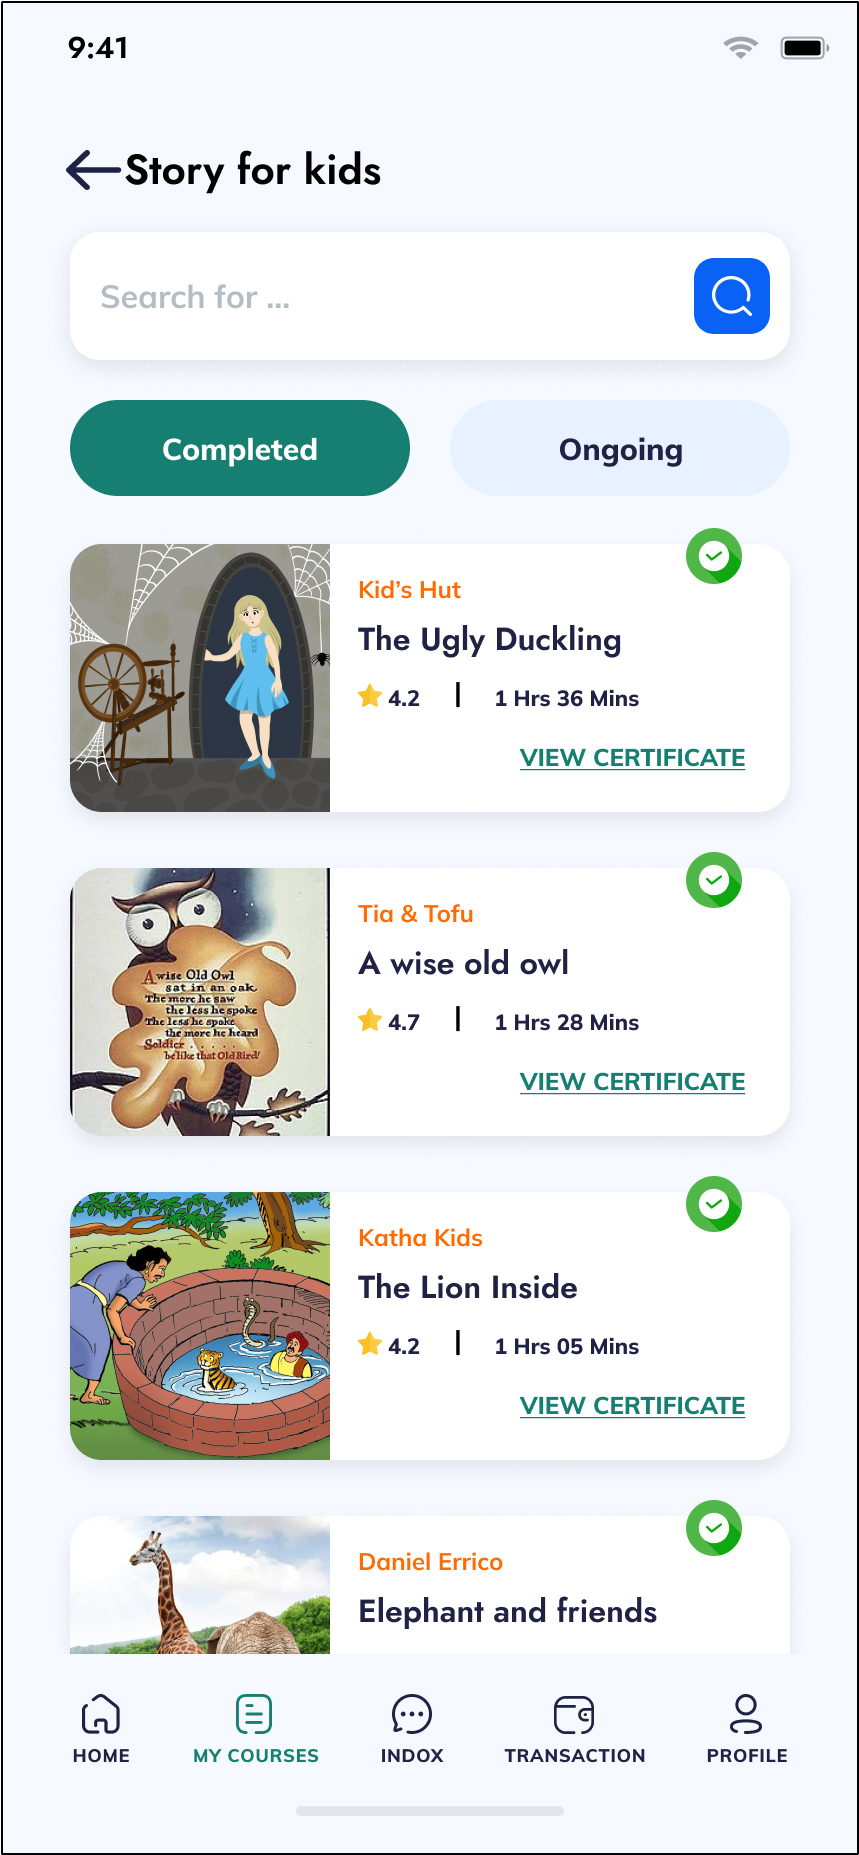 9:41
Story for kids
Search for ...
Completed
Ongoing
Kid's Hut
The Ugly Duckling
4.2 | 1 Hrs 36 Mins
VIEW CERTIFICATE
A wise Old Owl
sat in an oak
The more he saw
the less he spoke
The less he spoke
the more he heard
Soldier . . . . .
be like that Old Bird!
Tia & Tofu
A wise old owl
4.7 | 1 Hrs 28 Mins
VIEW CERTIFICATE
Katha Kids
The Lion Inside
4.2 | 1 Hrs 05 Mins
VIEW CERTIFICATE
Daniel Errico
Elephant and friends
HOME
MY COURSES
INDOX
TRANSACTION
PROFILE